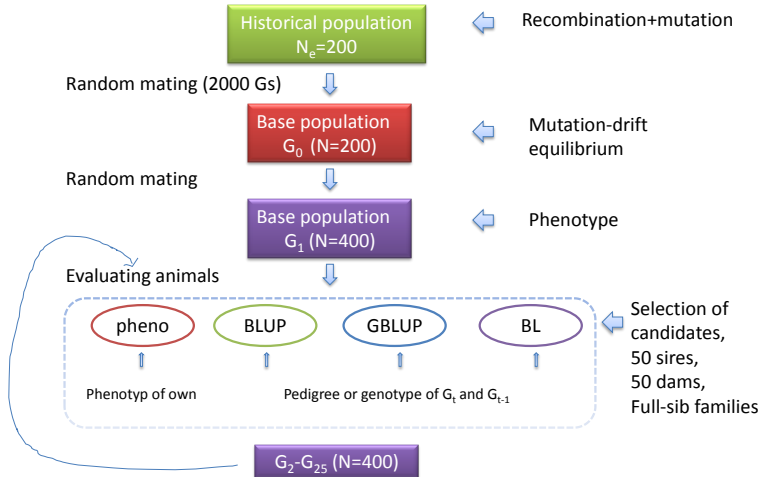 Historical population
Nₑ=200
Recombination+mutation
Random mating (2000 Gs)
Base population
G₀ (N=200)
Mutation-drift
equilibrium
Random mating
Base population
G₁ (N=400)
Phenotype
Evaluating animals
pheno
BLUP
GBLUP
BL
Selection of
candidates,
50 sires,
50 dams,
Full-sib families
Phenotyp of own
Pedigree or genotype of Gₜ and Gₜ₋₁
G₂-G₂₅ (N=400)